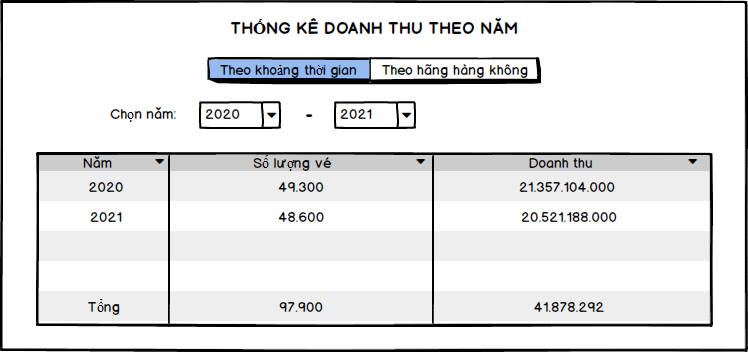 THỐNG KÊ DOANH THU THEO NĂM
Theo khoảng thời gian Theo hãng hàng không
Chọn năm: 2020 - 2021
Năm Số lượng vé Doanh thu
2020 49.300 21.357.104.000
2021 48.600 20.521.188.000
Tổng 97.900 41.878.292